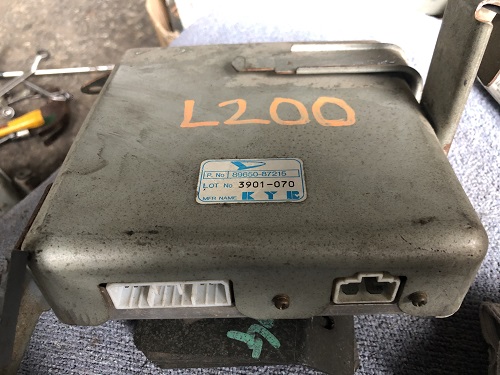 L200
P. No 89650-87215
LOT No 3901-070
MFR NAME KYB